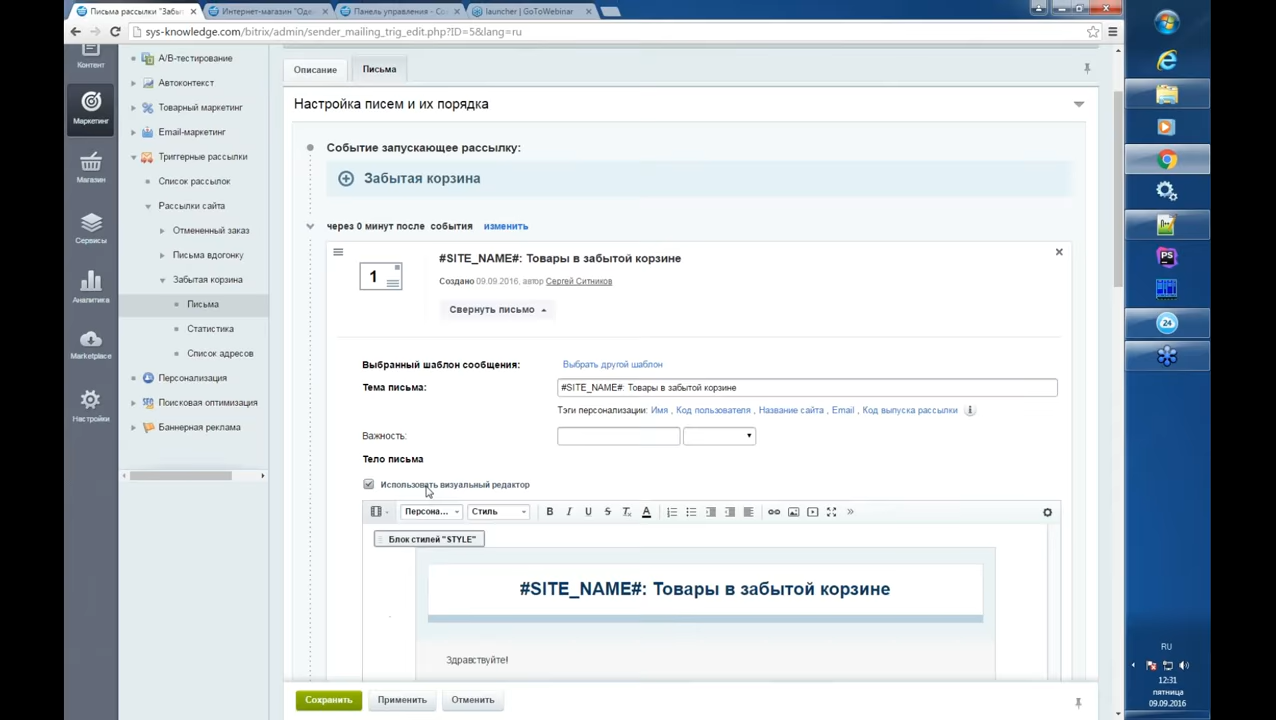 Письма рассылки "Забы
Интернет-магазин "Оде
Панель управления - Со
launcher | GoToWebinar
sys-knowledge.com/bitrix/admin/sender_mailing_trig_edit.php?ID=5&lang=ru
Контент
Маркетинг
Магазин
Сервисы
Аналитика
Marketplace
Настройки
A/B-тестирование
Автоконтекст
Товарный маркетинг
Email-маркетинг
Триггерные рассылки
Список рассылок
Рассылки сайта
Отмененный заказ
Письма вдогонку
Забытая корзина
Письма
Статистика
Список адресов
Персонализация
Поисковая оптимизация
Баннерная реклама
Описание
Письма
Настройка писем и их порядка
Событие запускающее рассылку:
Забытая корзина
через 0 минут после события изменить
1
#SITE_NAME#: Товары в забытой корзине
Создано 09.09.2016, автор Сергей Ситников
Свернуть письмо
Выбранный шаблон сообщения: Выбрать другой шаблон
Тема письма: #SITE_NAME#: Товары в забытой корзине
Тэги персонализации: Имя , Код пользователя , Название сайта , Email , Код выпуска рассылки
Важность:
Тело письма
Использовать визуальный редактор
Персона... Стиль B I U S Tx A
Блок стилей "STYLE"
#SITE_NAME#: Товары в забытой корзине
Здравствуйте!
Сохранить Применить Отменить
PS
24
RU
12:31
пятница
09.09.2016